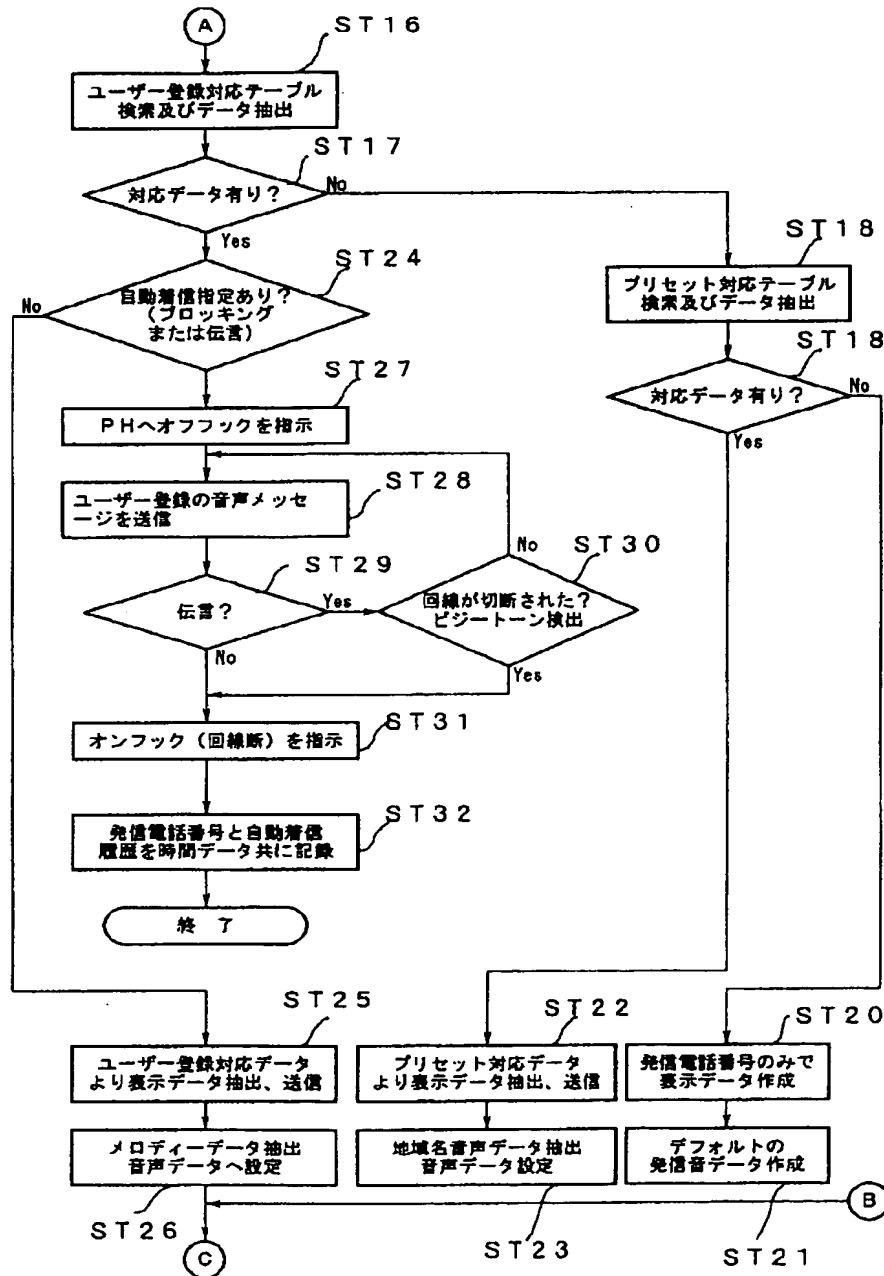 A
ST16
ユーザー登録対応テーブル
検索及びデータ抽出
ST17
対応データ有り？
No
Yes
ST18
プリセット対応テーブル
検索及びデータ抽出
ST18
対応データ有り？
No
Yes
ST24
自動着信指定あり？
（ブロッキング
または伝言）
No
ST27
PHへオフフックを指示
ST28
ユーザー登録の音声メッセ
ージを送信
ST29
伝言？
Yes
No
ST30
回線が切断された？
ビジートーン検出
No
Yes
ST31
オンフック（回線断）を指示
ST32
発信電話番号と自動着信
履歴を時間データ共に記録
終 了
ST25
ユーザー登録対応データ
より表示データ抽出、送信
メロディーデータ抽出
音声データへ設定
ST26
ST22
プリセット対応データ
より表示データ抽出、送信
地域名音声データ抽出
音声データ設定
ST23
ST20
発信電話番号のみで
表示データ作成
デフォルトの
発信音データ作成
ST21
B
C